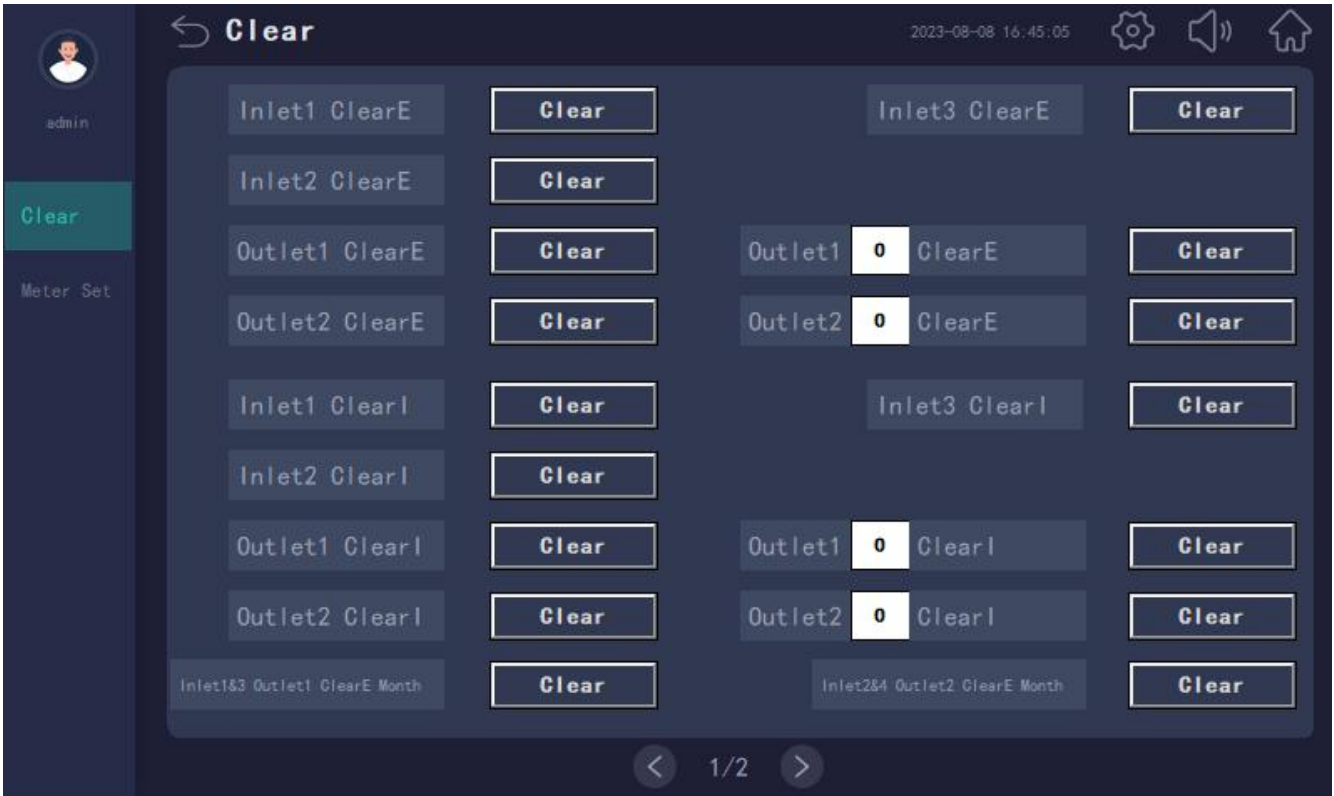 Clear
2023-08-08 16:45:05
admin
Clear
Meter Set
Inlet1 ClearE Clear Inlet3 ClearE Clear
Inlet2 ClearE Clear
Outlet1 ClearE Clear Outlet1 0 ClearE Clear
Outlet2 ClearE Clear Outlet2 0 ClearE Clear
Inlet1 ClearI Clear Inlet3 ClearI Clear
Inlet2 ClearI Clear
Outlet1 ClearI Clear Outlet1 0 ClearI Clear
Outlet2 ClearI Clear Outlet2 0 ClearI Clear
Inlet1&3 Outlet1 ClearE Month Clear Inlet2&4 Outlet2 ClearE Month Clear
1/2